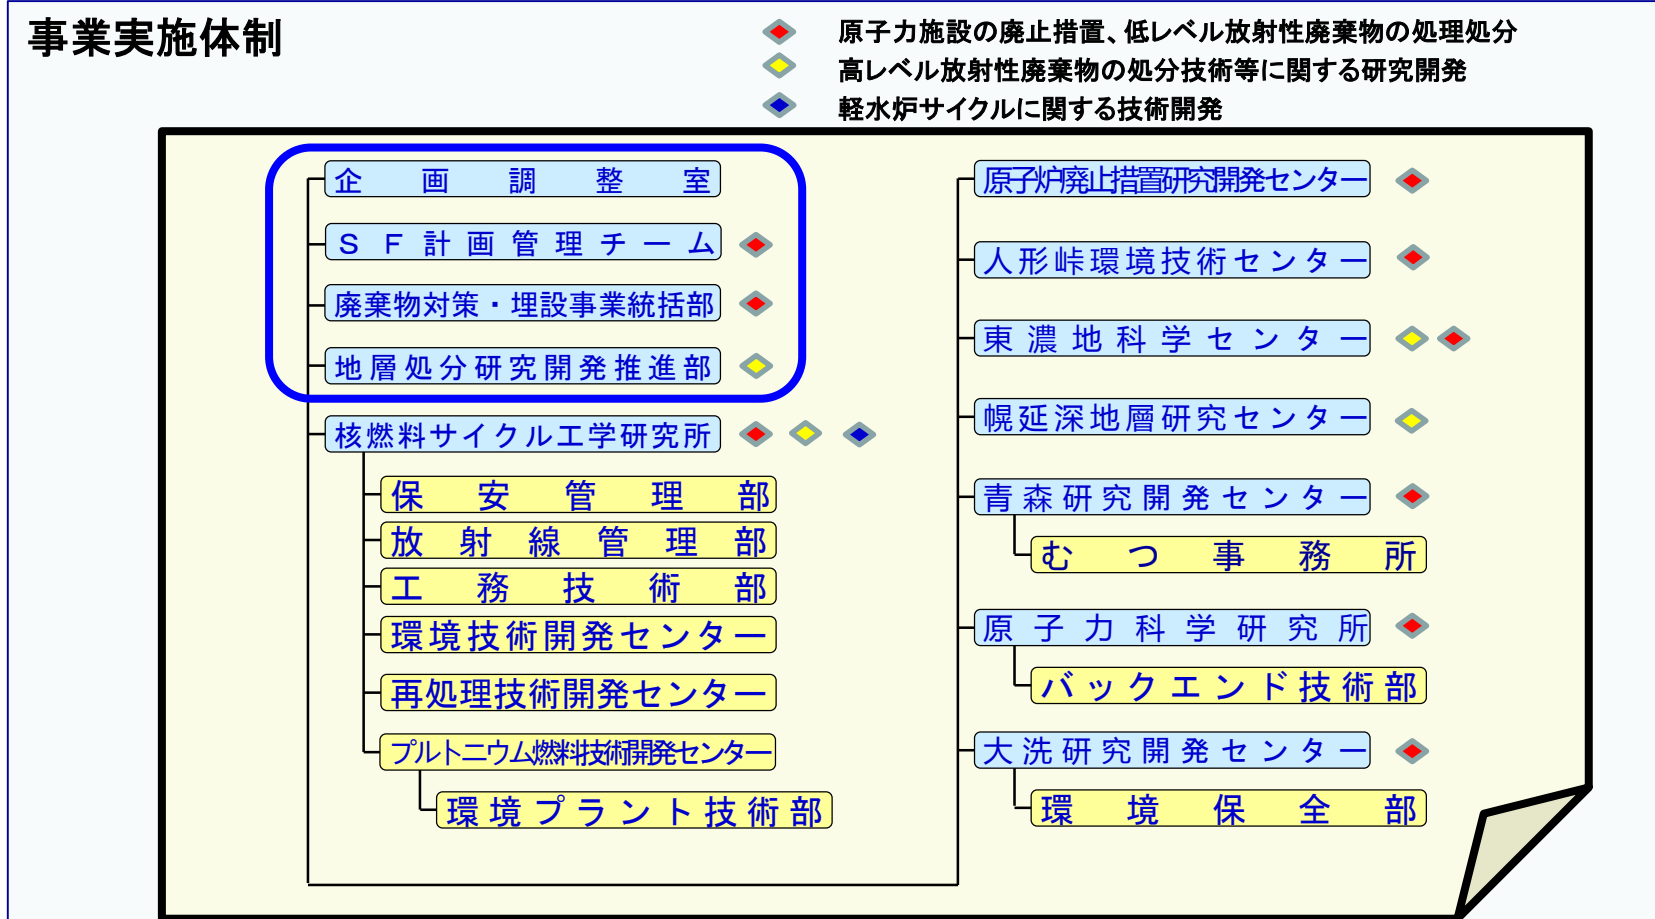 事業実施体制
原子力施設の廃止措置、低レベル放射性廃棄物の処理処分
高レベル放射性廃棄物の処分技術等に関する研究開発
軽水炉サイクルに関する技術開発
企画調整室
ＳＦ計画管理チーム
廃棄物対策・埋設事業統括部
地層処分研究開発推進部
核燃料サイクル工学研究所
保安管理部
放射線管理部
工務技術部
環境技術開発センター
再処理技術開発センター
プルトニウム燃料技術開発センター
環境プラント技術部
原子炉廃止措置研究開発センター
人形峠環境技術センター
東濃地科学センター
幌延深地層研究センター
青森研究開発センター
むつ事務所
原子力科学研究所
バックエンド技術部
大洗研究開発センター
環境保全部